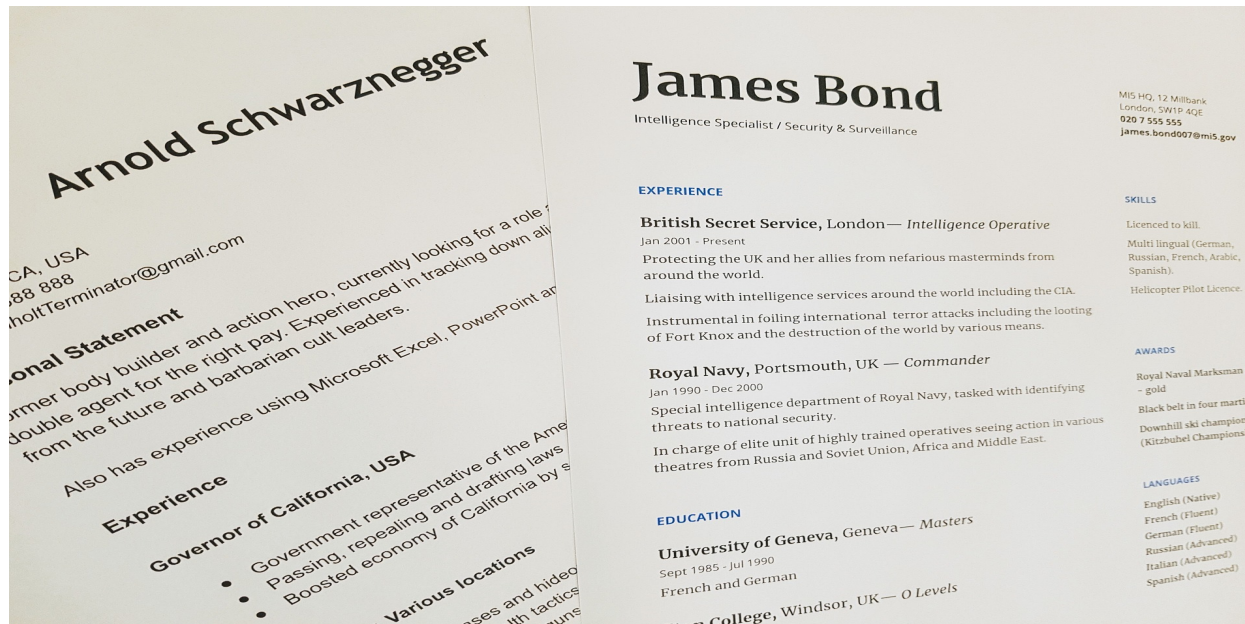 Arnold Schwarznegger
CA, USA
888
Terminator@gmail.com
Statement
body builder and action hero, currently looking for a role
double agent for the right pay. Experienced in tracking down
from the future and barbarian cult leaders.
Also has experience using Microsoft Excel, PowerPoint
Experience
Governor of California, USA
Government representative of the
Passing, repealing and drafting laws
Boosted economy of California by
Various locations
and
tactics
James Bond
Intelligence Specialist / Security & Surveillance
MI5 HQ, 12 Millbank
London, SW1P 4QE
020 7 555 555
james.bond007@mi5.gov
EXPERIENCE
British Secret Service, London— Intelligence Operative
Jan 2001 - Present
Protecting the UK and her allies from nefarious masterminds from
around the world.
Liaising with intelligence services around the world including the CIA.
Instrumental in foiling international terror attacks including the looting
of Fort Knox and the destruction of the world by various means.
Royal Navy, Portsmouth, UK — Commander
Jan 1990 - Dec 2000
Special intelligence department of Royal Navy, tasked with identifying
threats to national security.
In charge of elite unit of highly trained operatives seeing action in various
theatres from Russia and Soviet Union, Africa and Middle East.
EDUCATION
University of Geneva, Geneva— Masters
Sept 1985 - Jul 1990
French and German
College, Windsor, UK— O Levels
SKILLS
Licenced to kill.
Multi lingual (German,
Russian, French, Arabic,
Spanish).
Helicopter Pilot Licence.
AWARDS
Royal Naval Marksman
- gold
Black belt in four
Downhill ski champion
(Kitzbuhel
LANGUAGES
English (Native)
French (Fluent)
German (Fluent)
Russian (Advanced)
Italian (Advanced)
Spanish (Advanced)